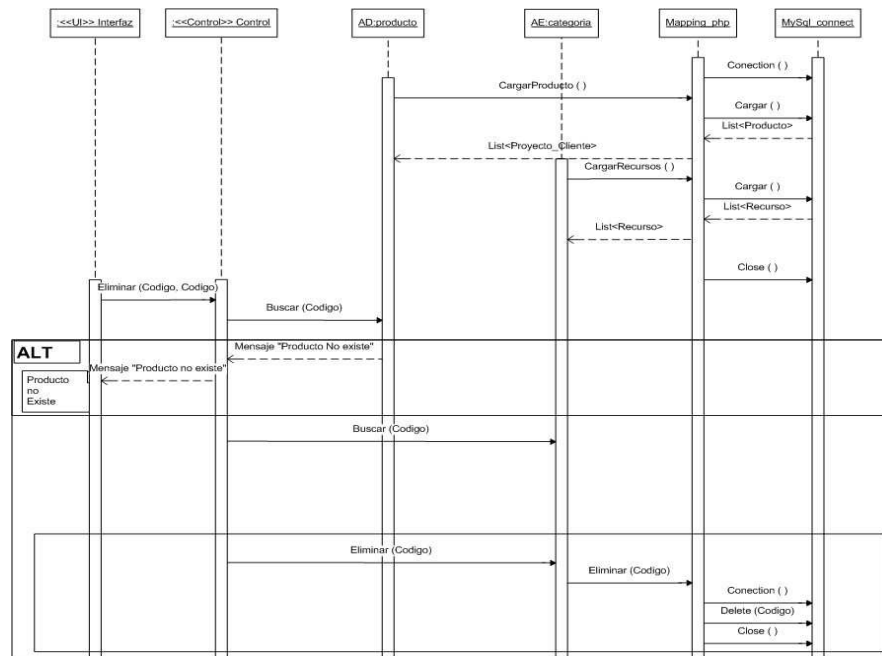 :<<UI>> Interfaz
:<<Control>> Control
AD:producto
AE:categoria
Mapping_php
MySql_connect
Conection ( )
CargarProducto ( )
Cargar ( )
List<Producto>
List<Proyecto_Cliente>
CargarRecursos ( )
Cargar ( )
List<Recurso>
List<Recurso>
Close ( )
Eliminar (Codigo, Codigo)
Buscar (Codigo)
ALT
Mensaje "Producto No existe"
Mensaje "Producto no existe"
Producto
no
Existe
Buscar (Codigo)
Eliminar (Codigo)
Eliminar (Codigo)
Conection ( )
Delete (Codigo)
Close ( )